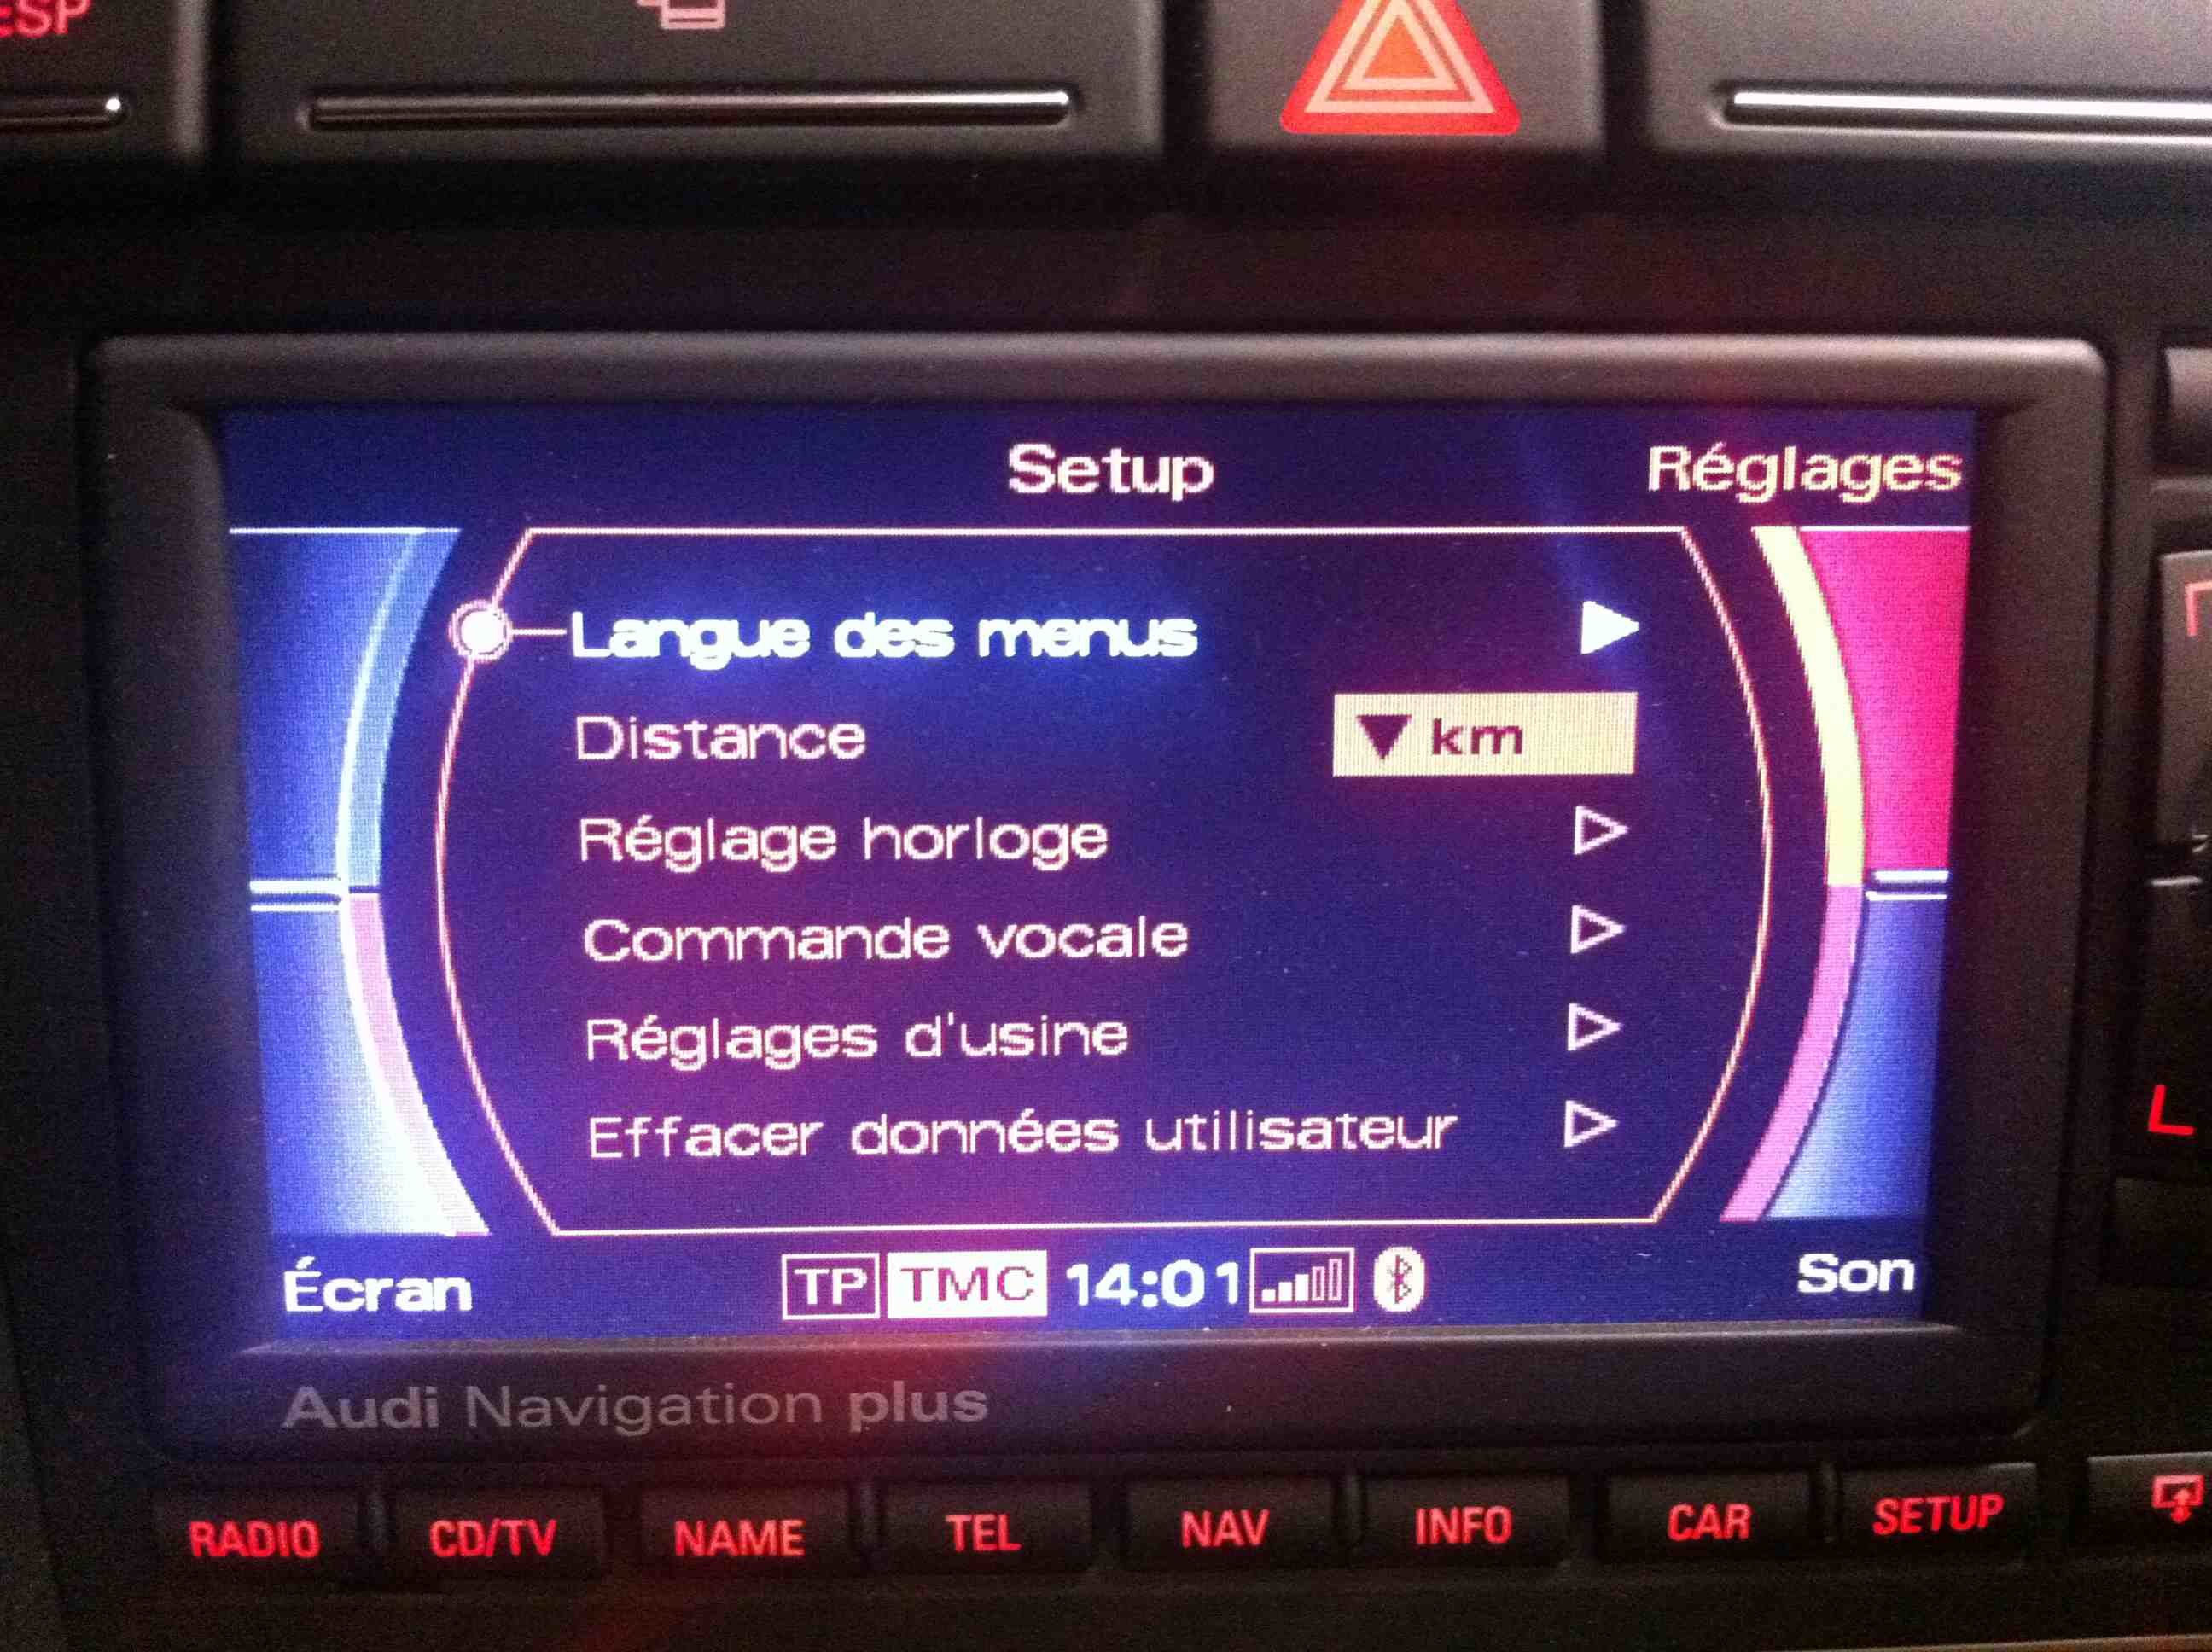 ESP
Setup
Réglages
Langue des menus
Distance
km
Réglage horloge
Commande vocale
Réglages d'usine
Effacer données utilisateur
Écran
TP TMC 14:01
Son
Audi Navigation plus
RADIO CD/TV NAME TEL NAV INFO CAR SETUP